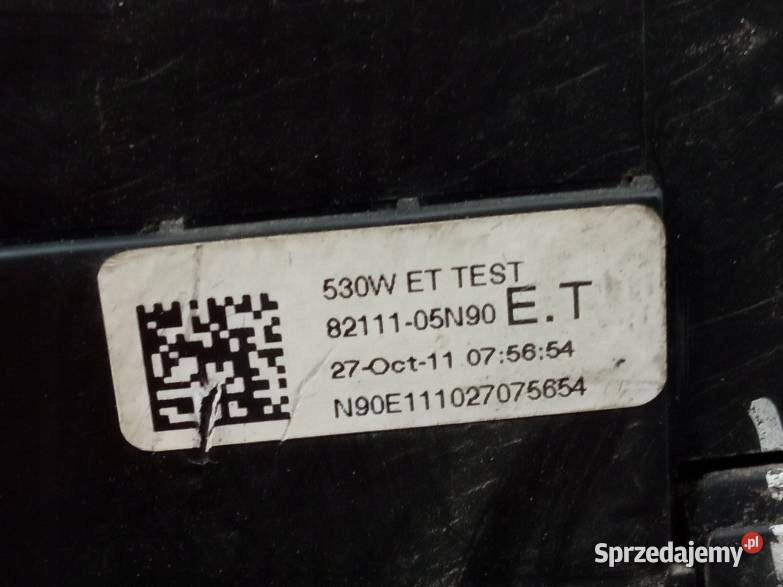 530W ET TEST
82111-05N90 E.T
27-Oct-11 07:56:54
N90E111027075654
Sprzedajemy.pl